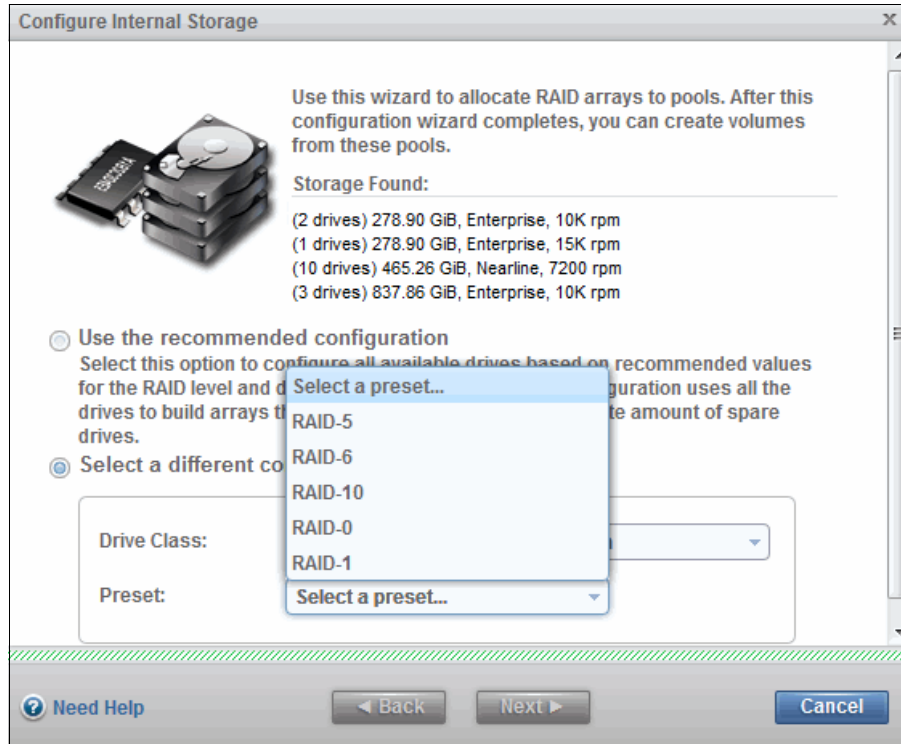 Configure Internal Storage x
Use this wizard to allocate RAID arrays to pools. After this
configuration wizard completes, you can create volumes
from these pools.
Storage Found:
(2 drives) 278.90 GiB, Enterprise, 10K rpm
(1 drives) 278.90 GiB, Enterprise, 15K rpm
(10 drives) 465.26 GiB, Nearline, 7200 rpm
(3 drives) 837.86 GiB, Enterprise, 10K rpm
Use the recommended configuration
Select this option to configure all available drives based on recommended values
for the RAID level and d
guration uses all the
drives to build arrays th
te amount of spare
drives.
Select a different co
Select a preset...
RAID-5
RAID-6
RAID-10
RAID-0
RAID-1
Drive Class:
Preset: Select a preset...
Need Help
Back
Next
Cancel